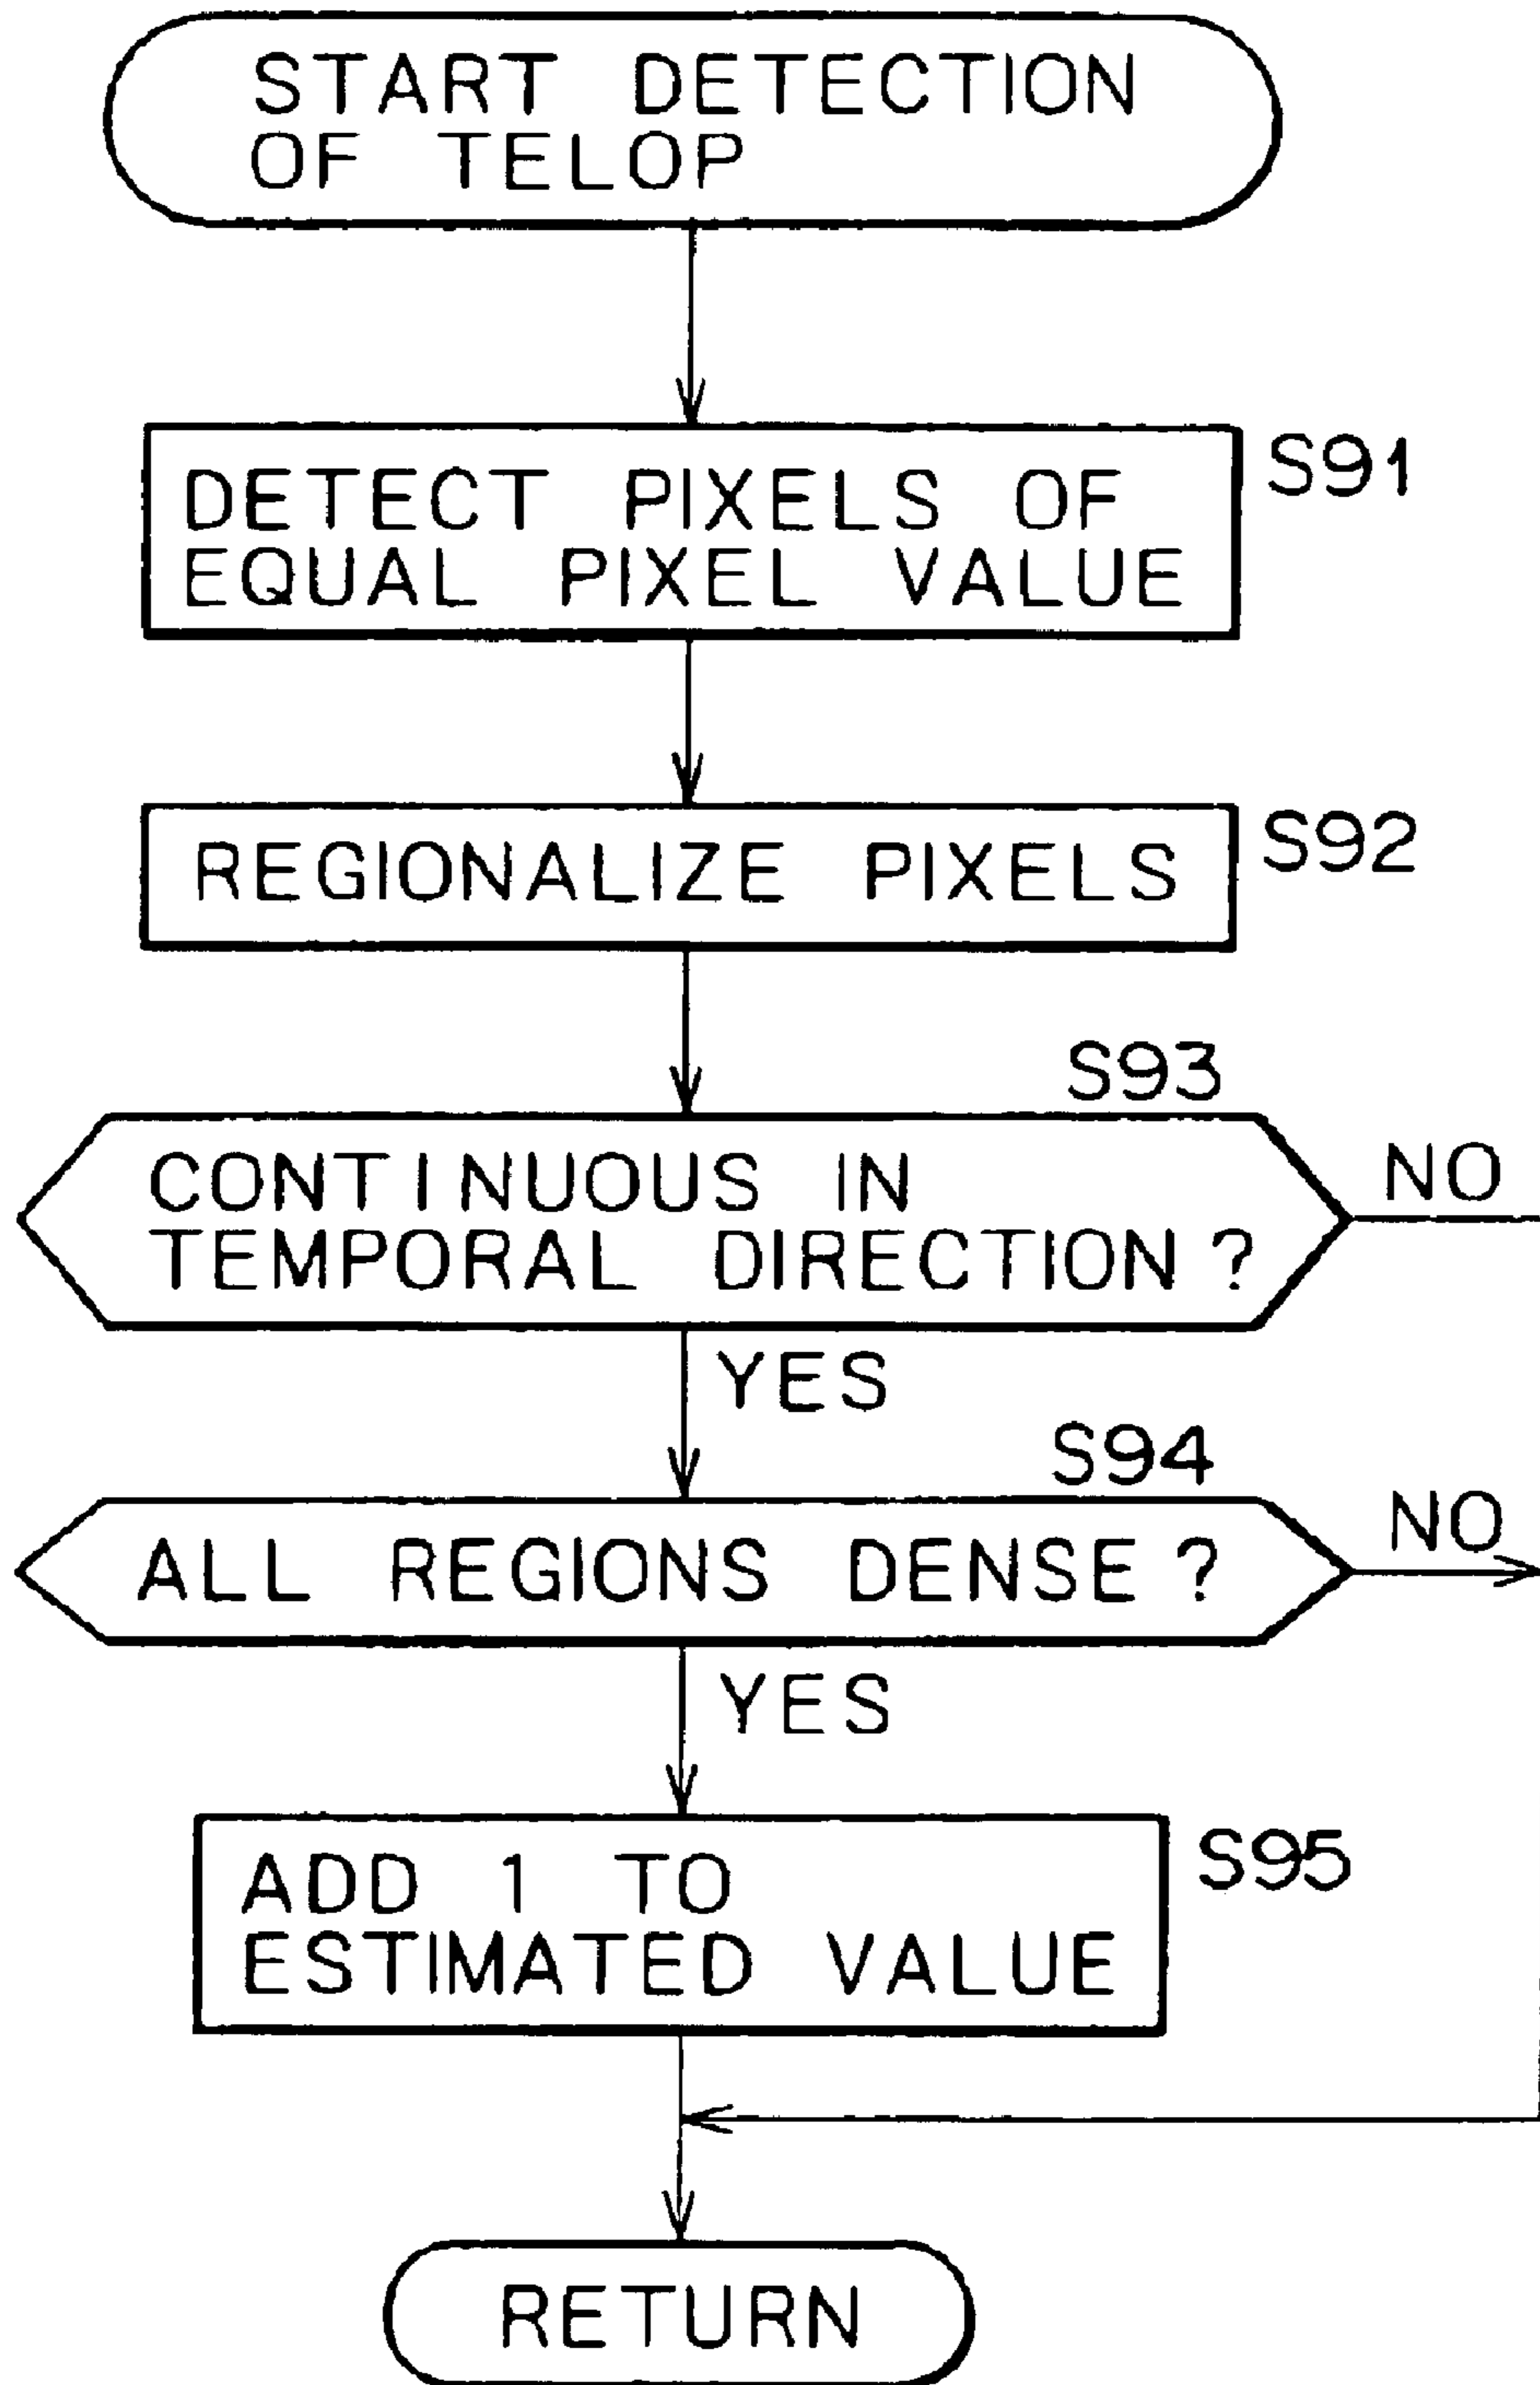 START DETECTION
OF TELOP
DETECT PIXELS OF
EQUAL PIXEL VALUE
S91
REGIONALIZE PIXELS
S92
S93
CONTINUOUS IN
TEMPORAL DIRECTION ?
NO
YES
S94
ALL REGIONS DENSE ?
NO
YES
ADD 1 TO
ESTIMATED VALUE
S95
RETURN